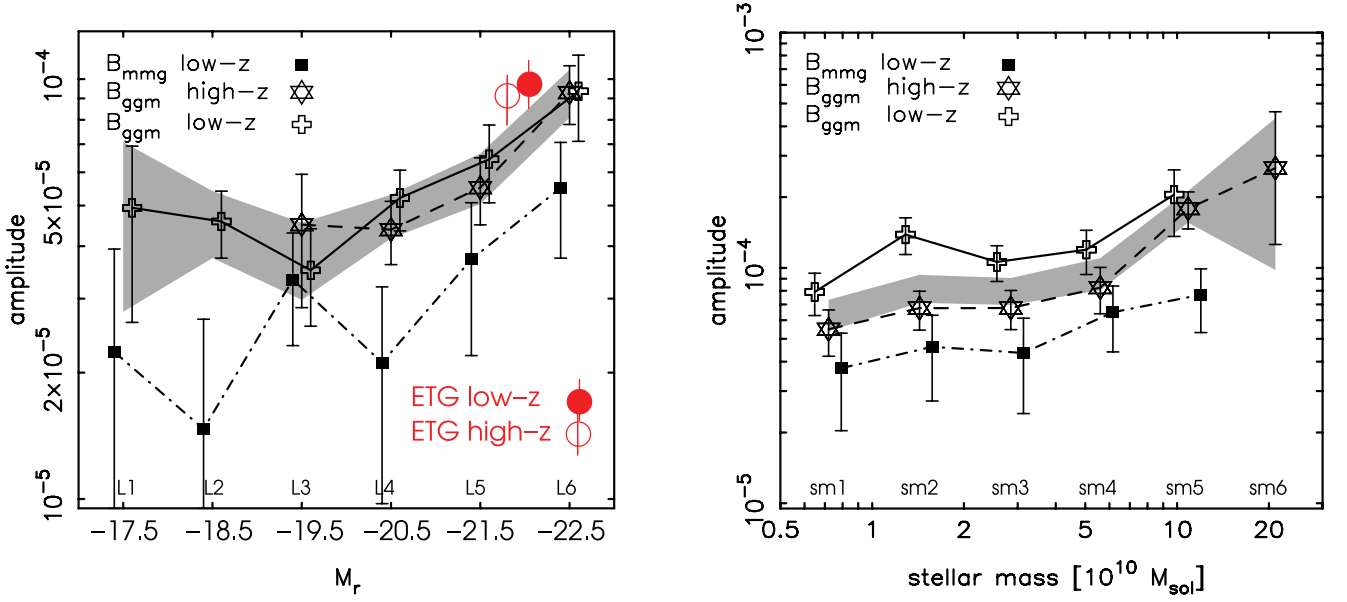 10⁻⁴
5×10⁻⁵
2×10⁻⁵
10⁻⁵
amplitude
B_mmg low−z
B_ggm high−z
B_ggm low−z
ETG low−z
ETG high−z
L1 L2 L3 L4 L5 L6
−17.5 −18.5 −19.5 −20.5 −21.5 −22.5
M_r
10⁻³
10⁻⁴
10⁻⁵
amplitude
B_mmg low−z
B_ggm high−z
B_ggm low−z
sm1 sm2 sm3 sm4 sm5 sm6
0.5 1 2 5 10 20
stellar mass [10¹⁰ M_sol]